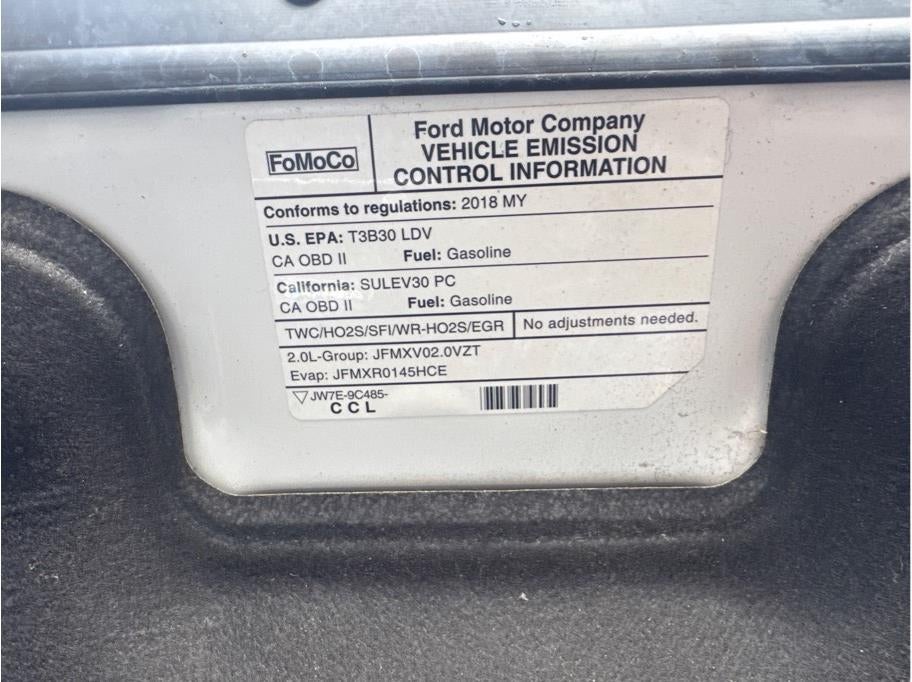 FoMoCo
Ford Motor Company
VEHICLE EMISSION
CONTROL INFORMATION
Conforms to regulations: 2018 MY
U.S. EPA: T3B30 LDV
CA OBD II Fuel: Gasoline
California: SULEV30 PC
CA OBD II Fuel: Gasoline
TWC/HO2S/SFI/WR-HO2S/EGR No adjustments needed.
2.0L-Group: JFMXV02.0VZT
Evap: JFMXR0145HCE
JW7E-9C485-
CCL